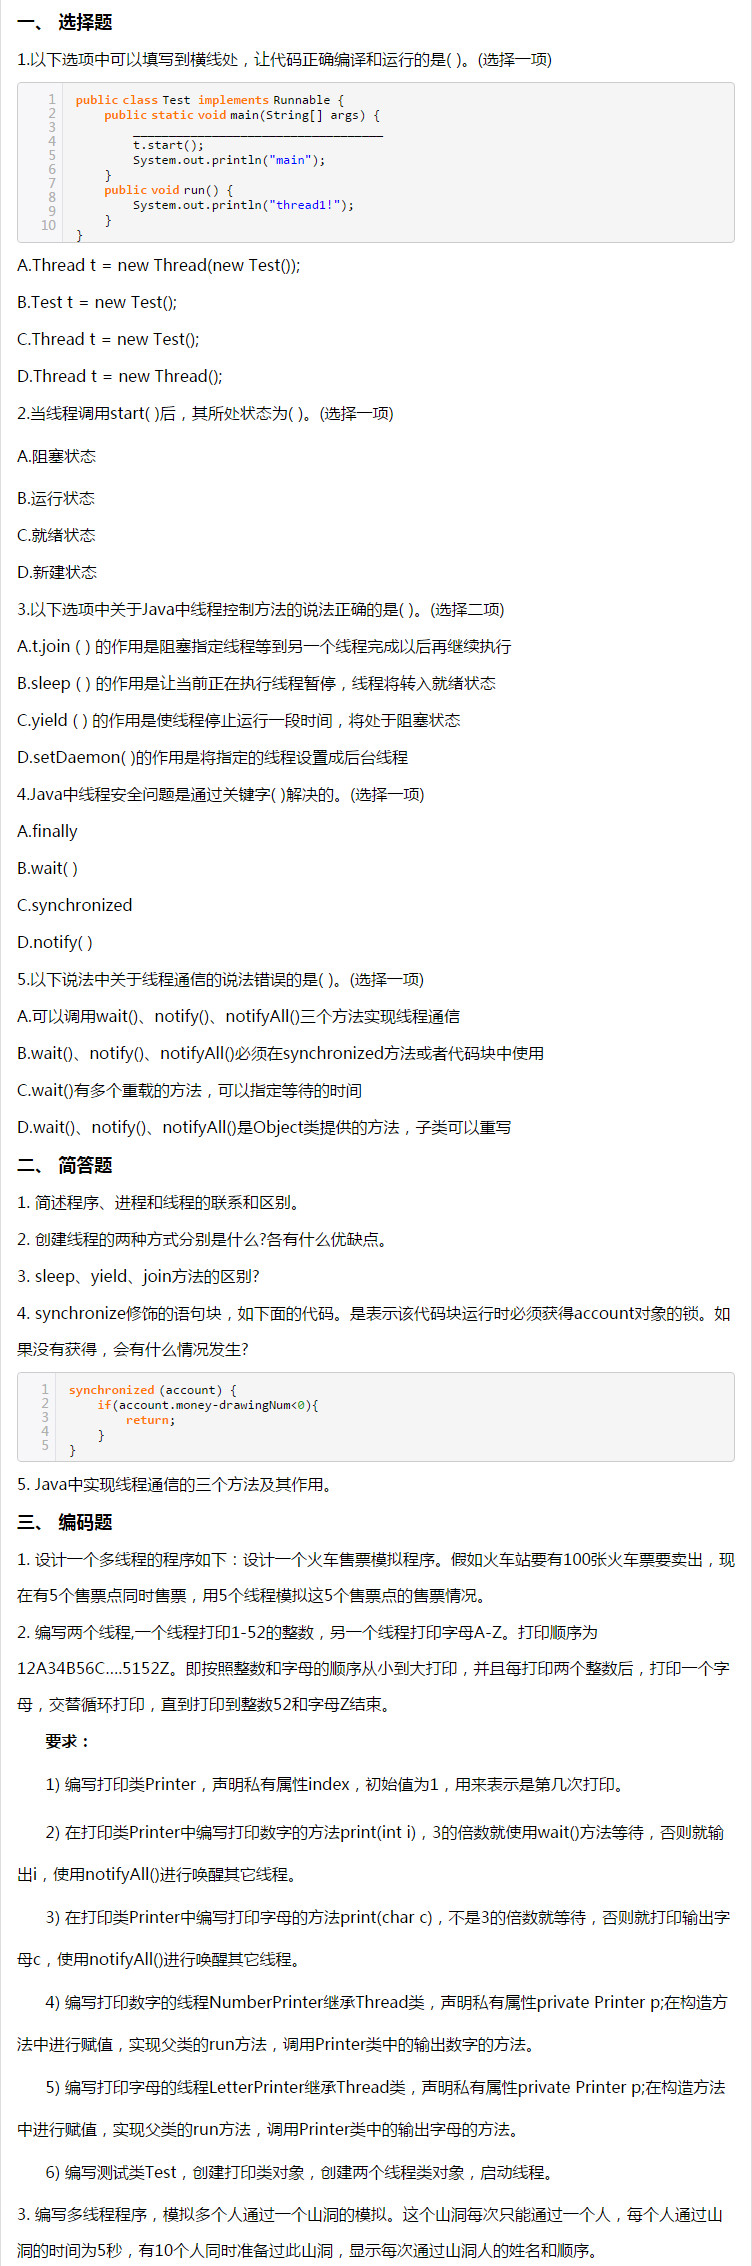 一、 选择题
1.以下选项中可以填写到横线处，让代码正确编译和运行的是( )。(选择一项)
1 public class Test implements Runnable {
2     public static void main(String[] args) {
3         ___________________________________
4         t.start();
5         System.out.println("main");
6     }
7     public void run() {
8         System.out.println("thread1!");
9     }
10 }
A.Thread t = new Thread(new Test());
B.Test t = new Test();
C.Thread t = new Test();
D.Thread t = new Thread();
2.当线程调用start( )后，其所处状态为( )。(选择一项)
A.阻塞状态
B.运行状态
C.就绪状态
D.新建状态
3.以下选项中关于Java中线程控制方法的说法正确的是( )。(选择二项)
A.t.join ( ) 的作用是阻塞指定线程等到另一个线程完成以后再继续执行
B.sleep ( ) 的作用是让当前正在执行线程暂停，线程将转入就绪状态
C.yield ( ) 的作用是使线程停止运行一段时间，将处于阻塞状态
D.setDaemon( )的作用是将指定的线程设置成后台线程
4.Java中线程安全问题是通过关键字( )解决的。(选择一项)
A.finally
B.wait( )
C.synchronized
D.notify( )
5.以下说法中关于线程通信的说法错误的是( )。(选择一项)
A.可以调用wait()、notify()、notifyAll()三个方法实现线程通信
B.wait()、notify()、notifyAll()必须在synchronized方法或者代码块中使用
C.wait()有多个重载的方法，可以指定等待的时间
D.wait()、notify()、notifyAll()是Object类提供的方法，子类可以重写
二、 简答题
1. 简述程序、进程和线程的联系和区别。
2. 创建线程的两种方式分别是什么?各有什么优缺点。
3. sleep、yield、join方法的区别?
4. synchronize修饰的语句块，如下面的代码。是表示该代码块运行时必须获得account对象的锁。如
果没有获得，会有什么情况发生?
1 synchronized (account) {
2     if(account.money-drawingNum<0){
3         return;
4     }
5 }
5. Java中实现线程通信的三个方法及其作用。
三、 编码题
1. 设计一个多线程的程序如下：设计一个火车售票模拟程序。假如火车站要有100张火车票要卖出，现
在有5个售票点同时售票，用5个线程模拟这5个售票点的售票情况。
2. 编写两个线程,一个线程打印1-52的整数，另一个线程打印字母A-Z。打印顺序为
12A34B56C….5152Z。即按照整数和字母的顺序从小到大打印，并且每打印两个整数后，打印一个字
母，交替循环打印，直到打印到整数52和字母Z结束。
要求：
1) 编写打印类Printer，声明私有属性index，初始值为1，用来表示是第几次打印。
2) 在打印类Printer中编写打印数字的方法print(int i)，3的倍数就使用wait()方法等待，否则就输
出i，使用notifyAll()进行唤醒其它线程。
3) 在打印类Printer中编写打印字母的方法print(char c)，不是3的倍数就等待，否则就打印输出字
母c，使用notifyAll()进行唤醒其它线程。
4) 编写打印数字的线程NumberPrinter继承Thread类，声明私有属性private Printer p;在构造方
法中进行赋值，实现父类的run方法，调用Printer类中的输出数字的方法。
5) 编写打印字母的线程LetterPrinter继承Thread类，声明私有属性private Printer p;在构造方法
中进行赋值，实现父类的run方法，调用Printer类中的输出字母的方法。
6) 编写测试类Test，创建打印类对象，创建两个线程类对象，启动线程。
3. 编写多线程程序，模拟多个人通过一个山洞的模拟。这个山洞每次只能通过一个人，每个人通过山
洞的时间为5秒，有10个人同时准备过此山洞，显示每次通过山洞人的姓名和顺序。